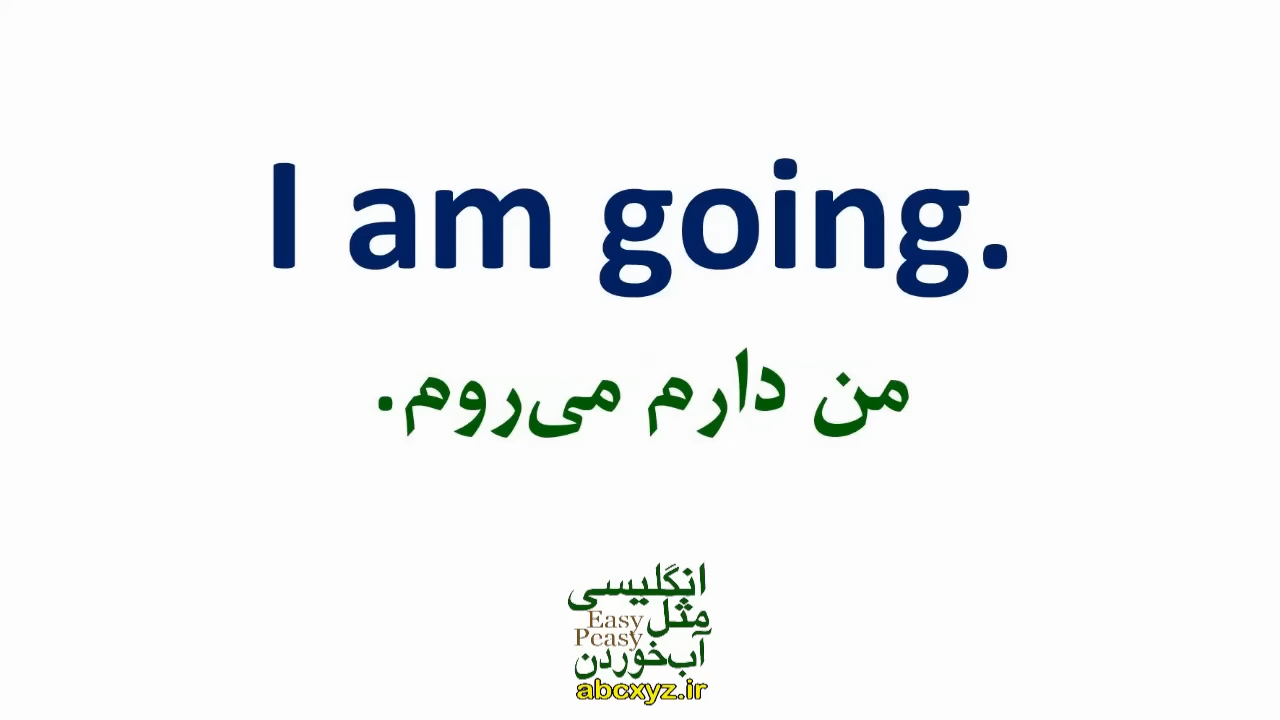 I am going.
من دارم می‌روم.
انگلیسی
مثل
Easy
Peasy
آب‌خوردن
abcxyz.ir